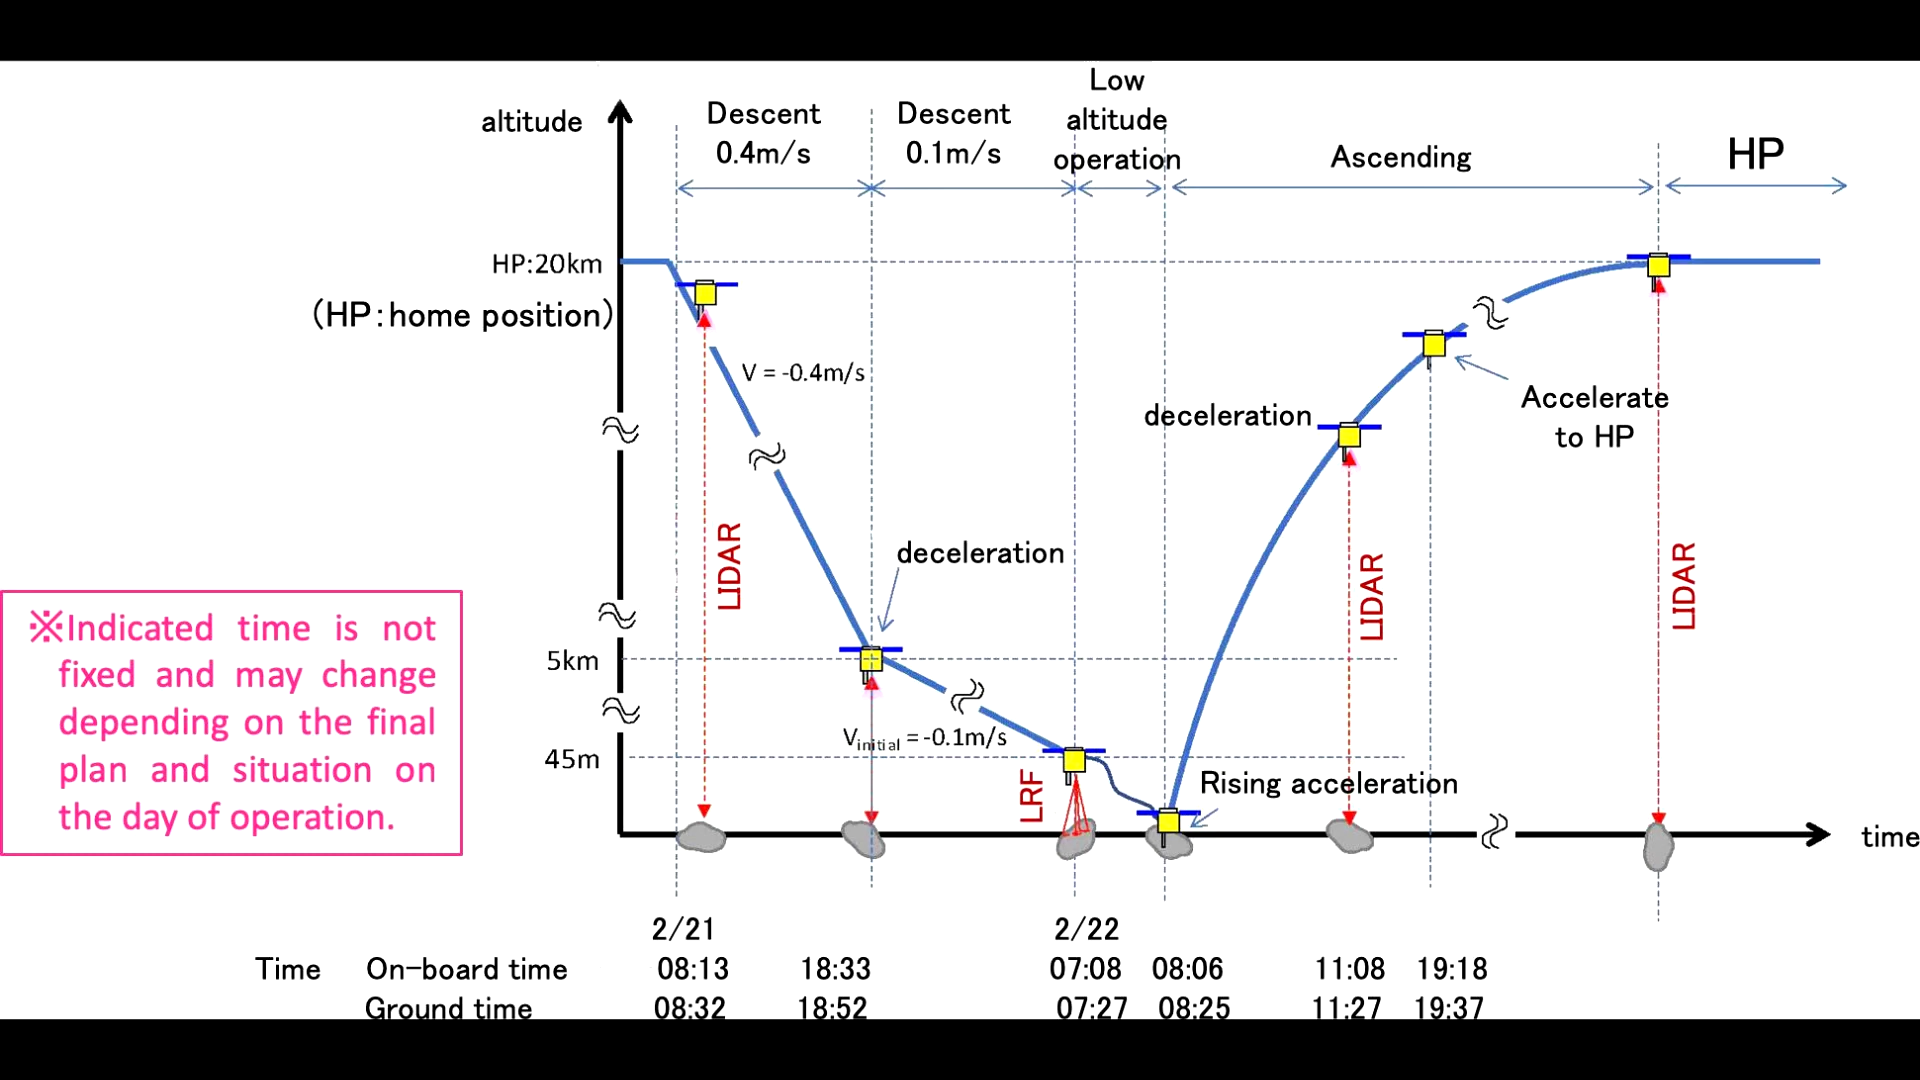 Low
altitude
operation
altitude
Descent
0.4m/s
Descent
0.1m/s
Ascending
HP
HP:20km
(HP:home position)
V = -0.4m/s
deceleration
Accelerate
to HP
LIDAR
deceleration
LIDAR
LIDAR
5km
Vinitial = -0.1m/s
45m
LRF
Rising acceleration
time
※Indicated time is not
fixed and may change
depending on the final
plan and situation on
the day of operation.
2/21 2/22
Time On-board time 08:13 18:33 07:08 08:06 11:08 19:18
Ground time 08:32 18:52 07:27 08:25 11:27 19:37